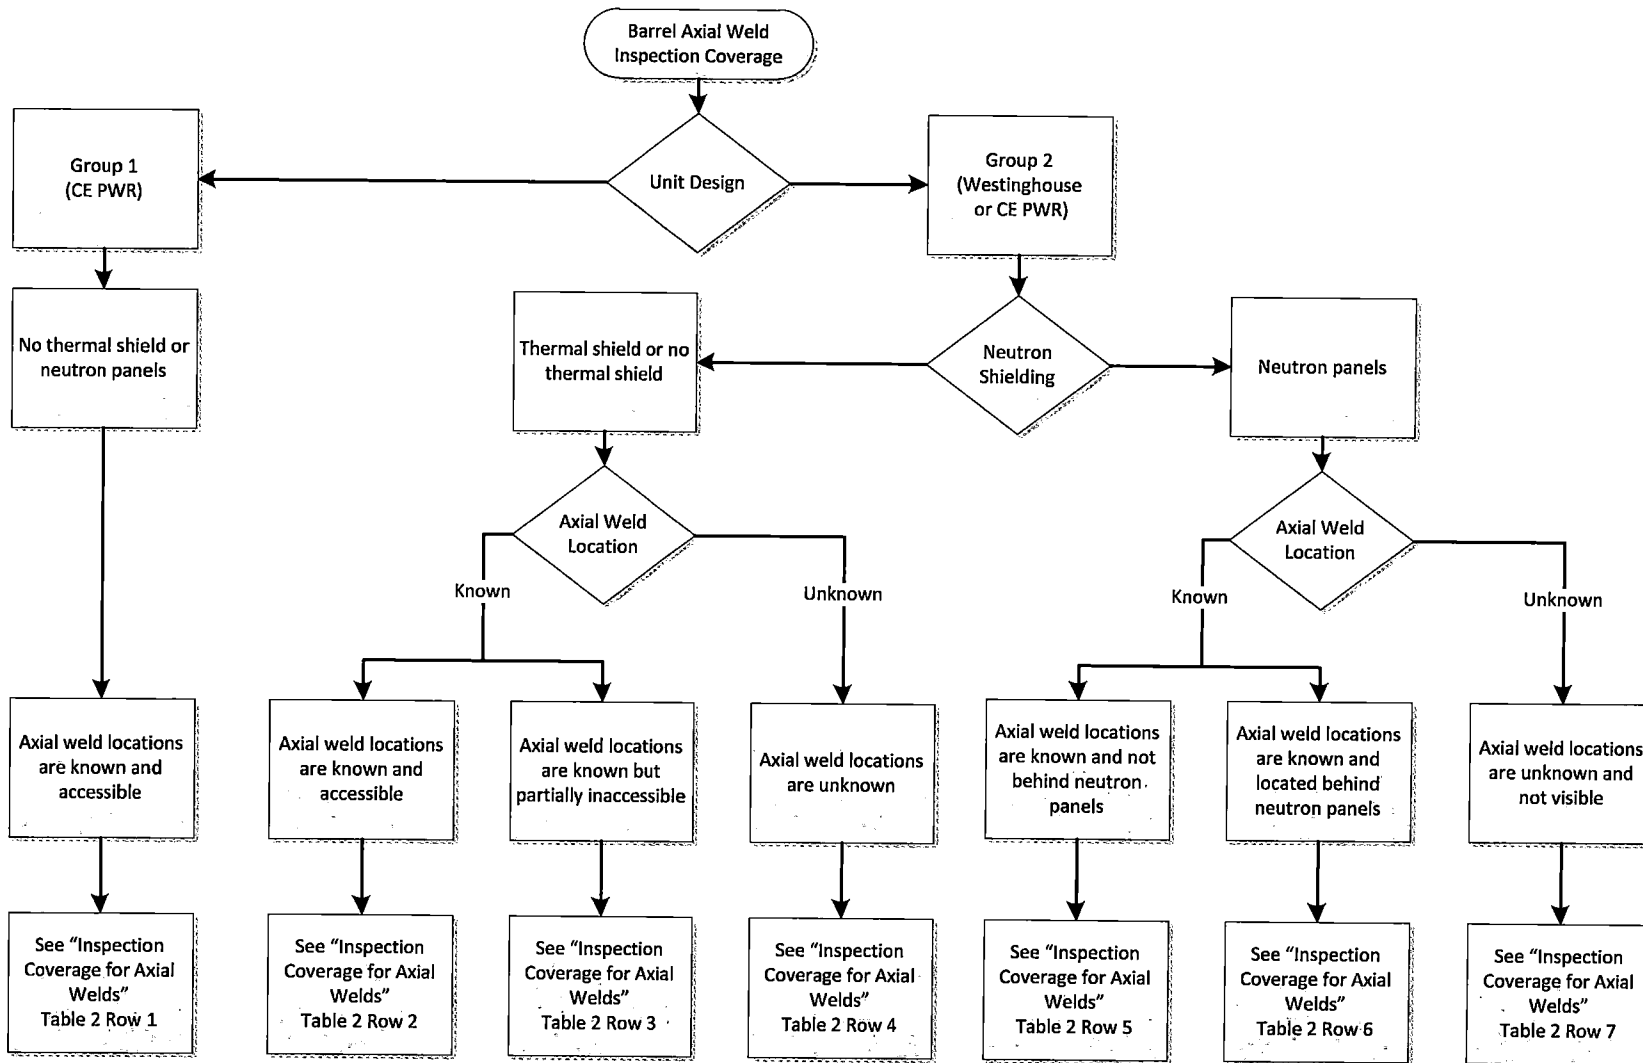 Barrel Axial Weld
Inspection Coverage
Group 1
(CE PWR)
Unit Design
Group 2
(Westinghouse
or CE PWR)
No thermal shield or
neutron panels
Thermal shield or no
thermal shield
Neutron
Shielding
Neutron panels
Axial Weld
Location
Axial Weld
Location
Known
Unknown
Known
Unknown
Axial weld locations
are known and
accessible
Axial weld locations
are known and
accessible
Axial weld locations
are known but
partially inaccessible
Axial weld locations
are unknown
Axial weld locations
are known and not
behind neutron
panels
Axial weld locations
are known and
located behind
neutron panels
Axial weld locations
are unknown and
not visible
See “Inspection
Coverage for Axial
Welds”
Table 2 Row 1
See “Inspection
Coverage for Axial
Welds”
Table 2 Row 2
See “Inspection
Coverage for Axial
Welds”
Table 2 Row 3
See “Inspection
Coverage for Axial
Welds”
Table 2 Row 4
See “Inspection
Coverage for Axial
Welds”
Table 2 Row 5
See “Inspection
Coverage for Axial
Welds”
Table 2 Row 6
See “Inspection
Coverage for Axial
Welds”
Table 2 Row 7